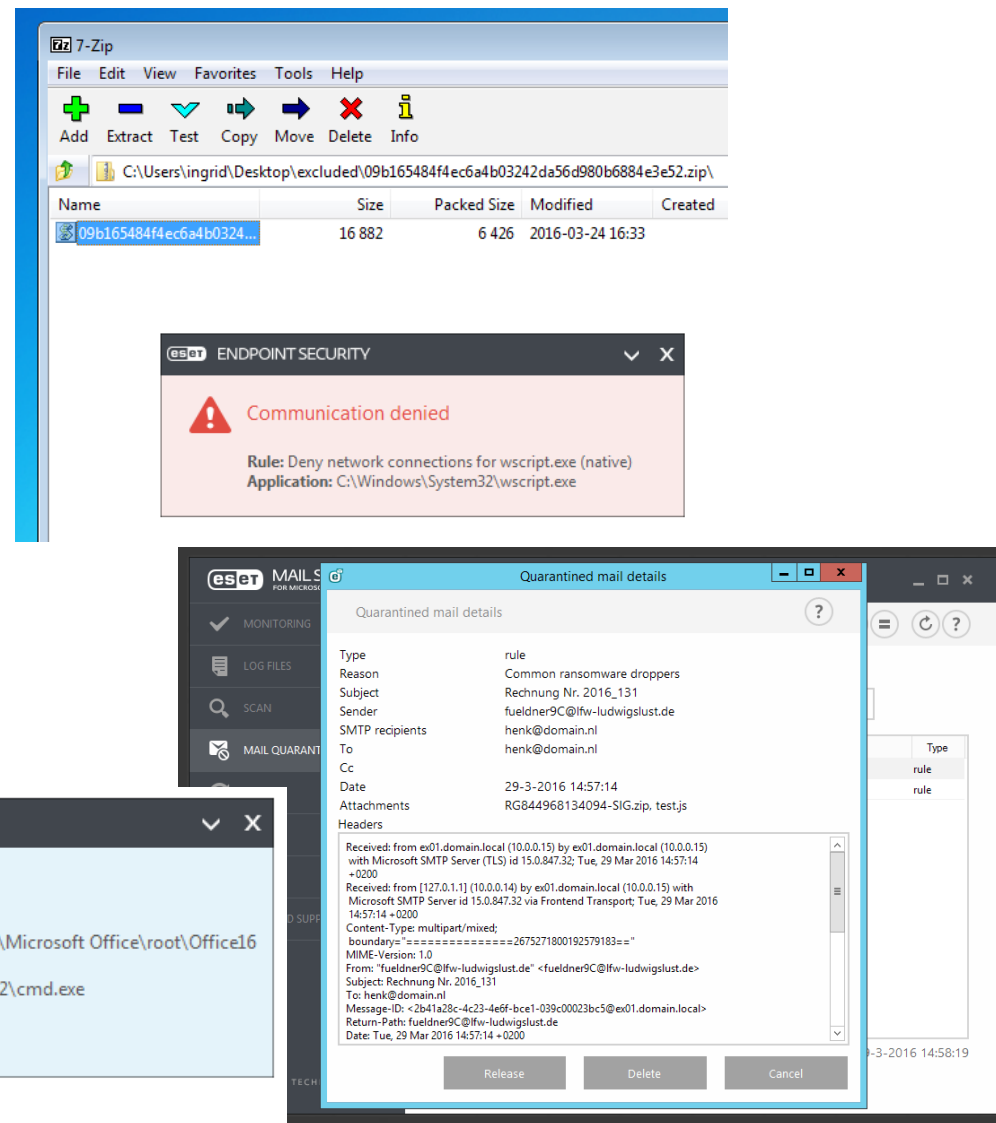 7z 7-Zip
File Edit View Favorites Tools Help
Add Extract Test Copy Move Delete Info
C:\Users\ingrid\Desktop\excluded\09b165484f4ec6a4b03242da56d980b6884e3e52.zip\
Name Size Packed Size Modified Created
09b165484f4ec6a4b0324... 16 882 6 426 2016-03-24 16:33
eset ENDPOINT SECURITY
Communication denied
Rule: Deny network connections for wscript.exe (native)
Application: C:\Windows\System32\wscript.exe
eset MAIL S
FOR MICROS
MONITORING
LOG FILES
SCAN
MAIL QUARANT
D SUPP
TECH
Quarantined mail details
Quarantined mail details ?
Type rule
Reason Common ransomware droppers
Subject Rechnung Nr. 2016_131
Sender fueldner9C@lfw-ludwigslust.de
SMTP recipients henk@domain.nl
To henk@domain.nl
Cc
Date 29-3-2016 14:57:14
Attachments RG844968134094-SIG.zip, test.js
Headers
Received: from ex01.domain.local (10.0.0.15) by ex01.domain.local (10.0.0.15)
with Microsoft SMTP Server (TLS) id 15.0.847.32; Tue, 29 Mar 2016 14:57:14
+0200
Received: from [127.0.1.1] (10.0.0.14) by ex01.domain.local (10.0.0.15) with
Microsoft SMTP Server id 15.0.847.32 via Frontend Transport; Tue, 29 Mar 2016
14:57:14 +0200
Content-Type: multipart/mixed;
boundary="===============2675271800192579183=="
MIME-Version: 1.0
From: "fueldner9C@lfw-ludwigslust.de" <fueldner9C@lfw-ludwigslust.de>
Subject: Rechnung Nr. 2016_131
To: henk@domain.nl
Message-ID: <2b41a28c-4c23-4e6f-bce1-039c00023bc5@ex01.domain.local>
Return-Path: fueldner9C@lfw-ludwigslust.de
Date: Tue, 29 Mar 2016 14:57:14 +0200
Release Delete Cancel
?
Type
rule
rule
-3-2016 14:58:19
\Microsoft Office\root\Office16
2\cmd.exe